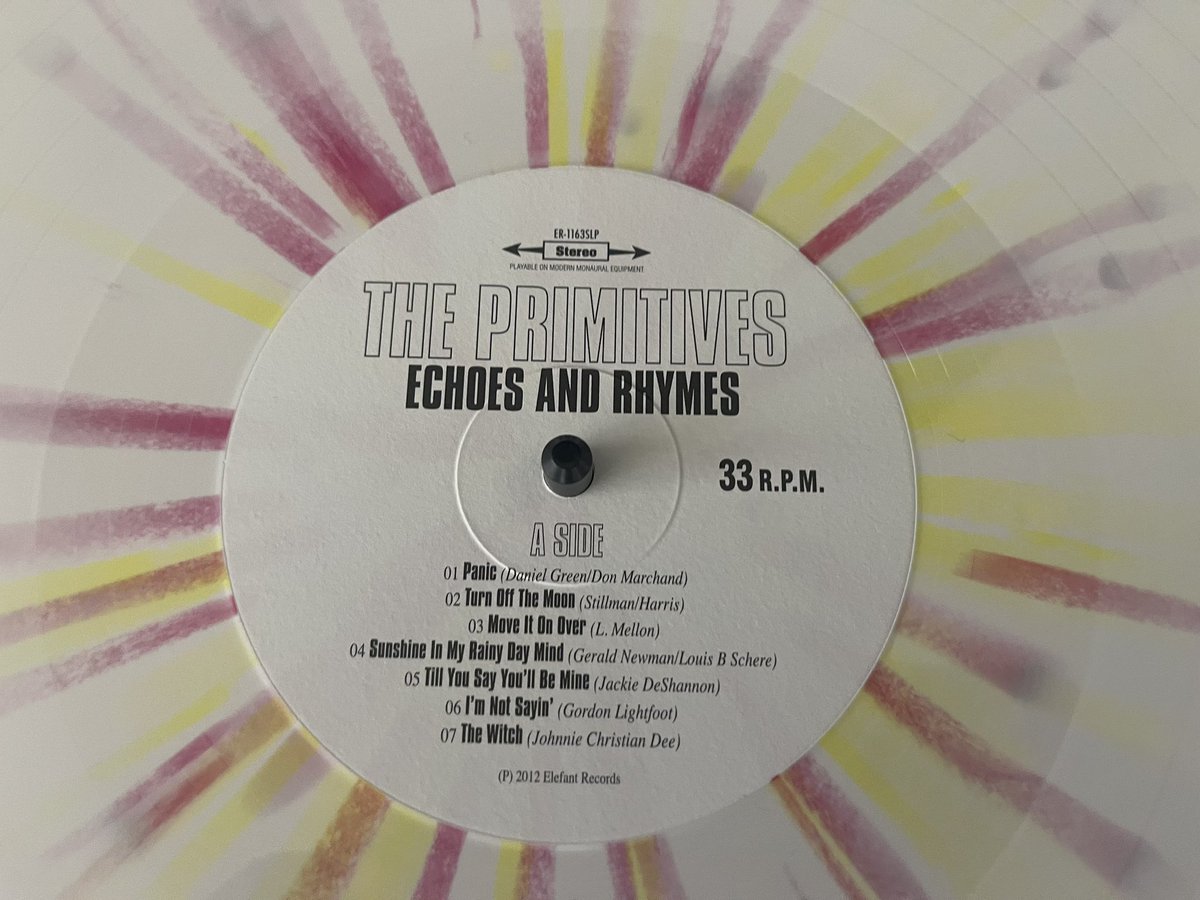 ER-1163SLP
Stereo
PLAYABLE ON MODERN MONAURAL EQUIPMENT
THE PRIMITIVES
ECHOES AND RHYMES
33 R.P.M.
A SIDE
01 Panic (Daniel Green/Don Marchand)
02 Turn Off The Moon (Stillman/Harris)
03 Move It On Over (L. Mellon)
04 Sunshine In My Rainy Day Mind (Gerald Newman/Louis B Schere)
05 Till You Say You'll Be Mine (Jackie DeShannon)
06 I'm Not Sayin' (Gordon Lightfoot)
07 The Witch (Johnnie Christian Dee)
(P) 2012 Elefant Records